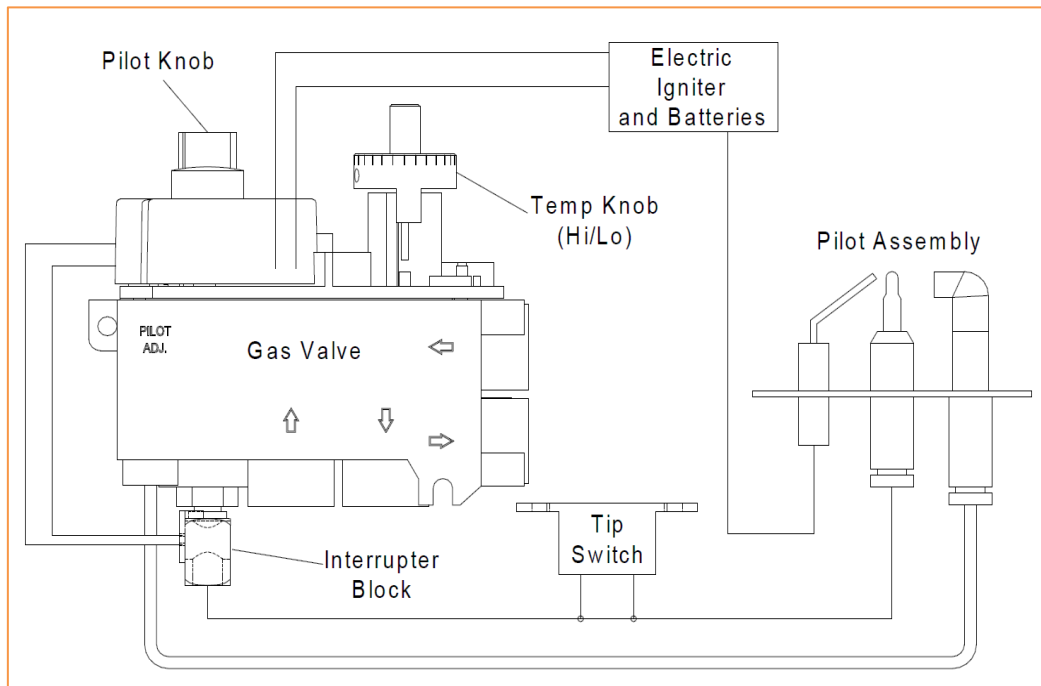 Pilot Knob
Electric
Igniter
and Batteries
Temp Knob
(Hi/Lo)
Pilot Assembly
PILOT
ADJ.
Gas Valve
Tip
Switch
Interrupter
Block